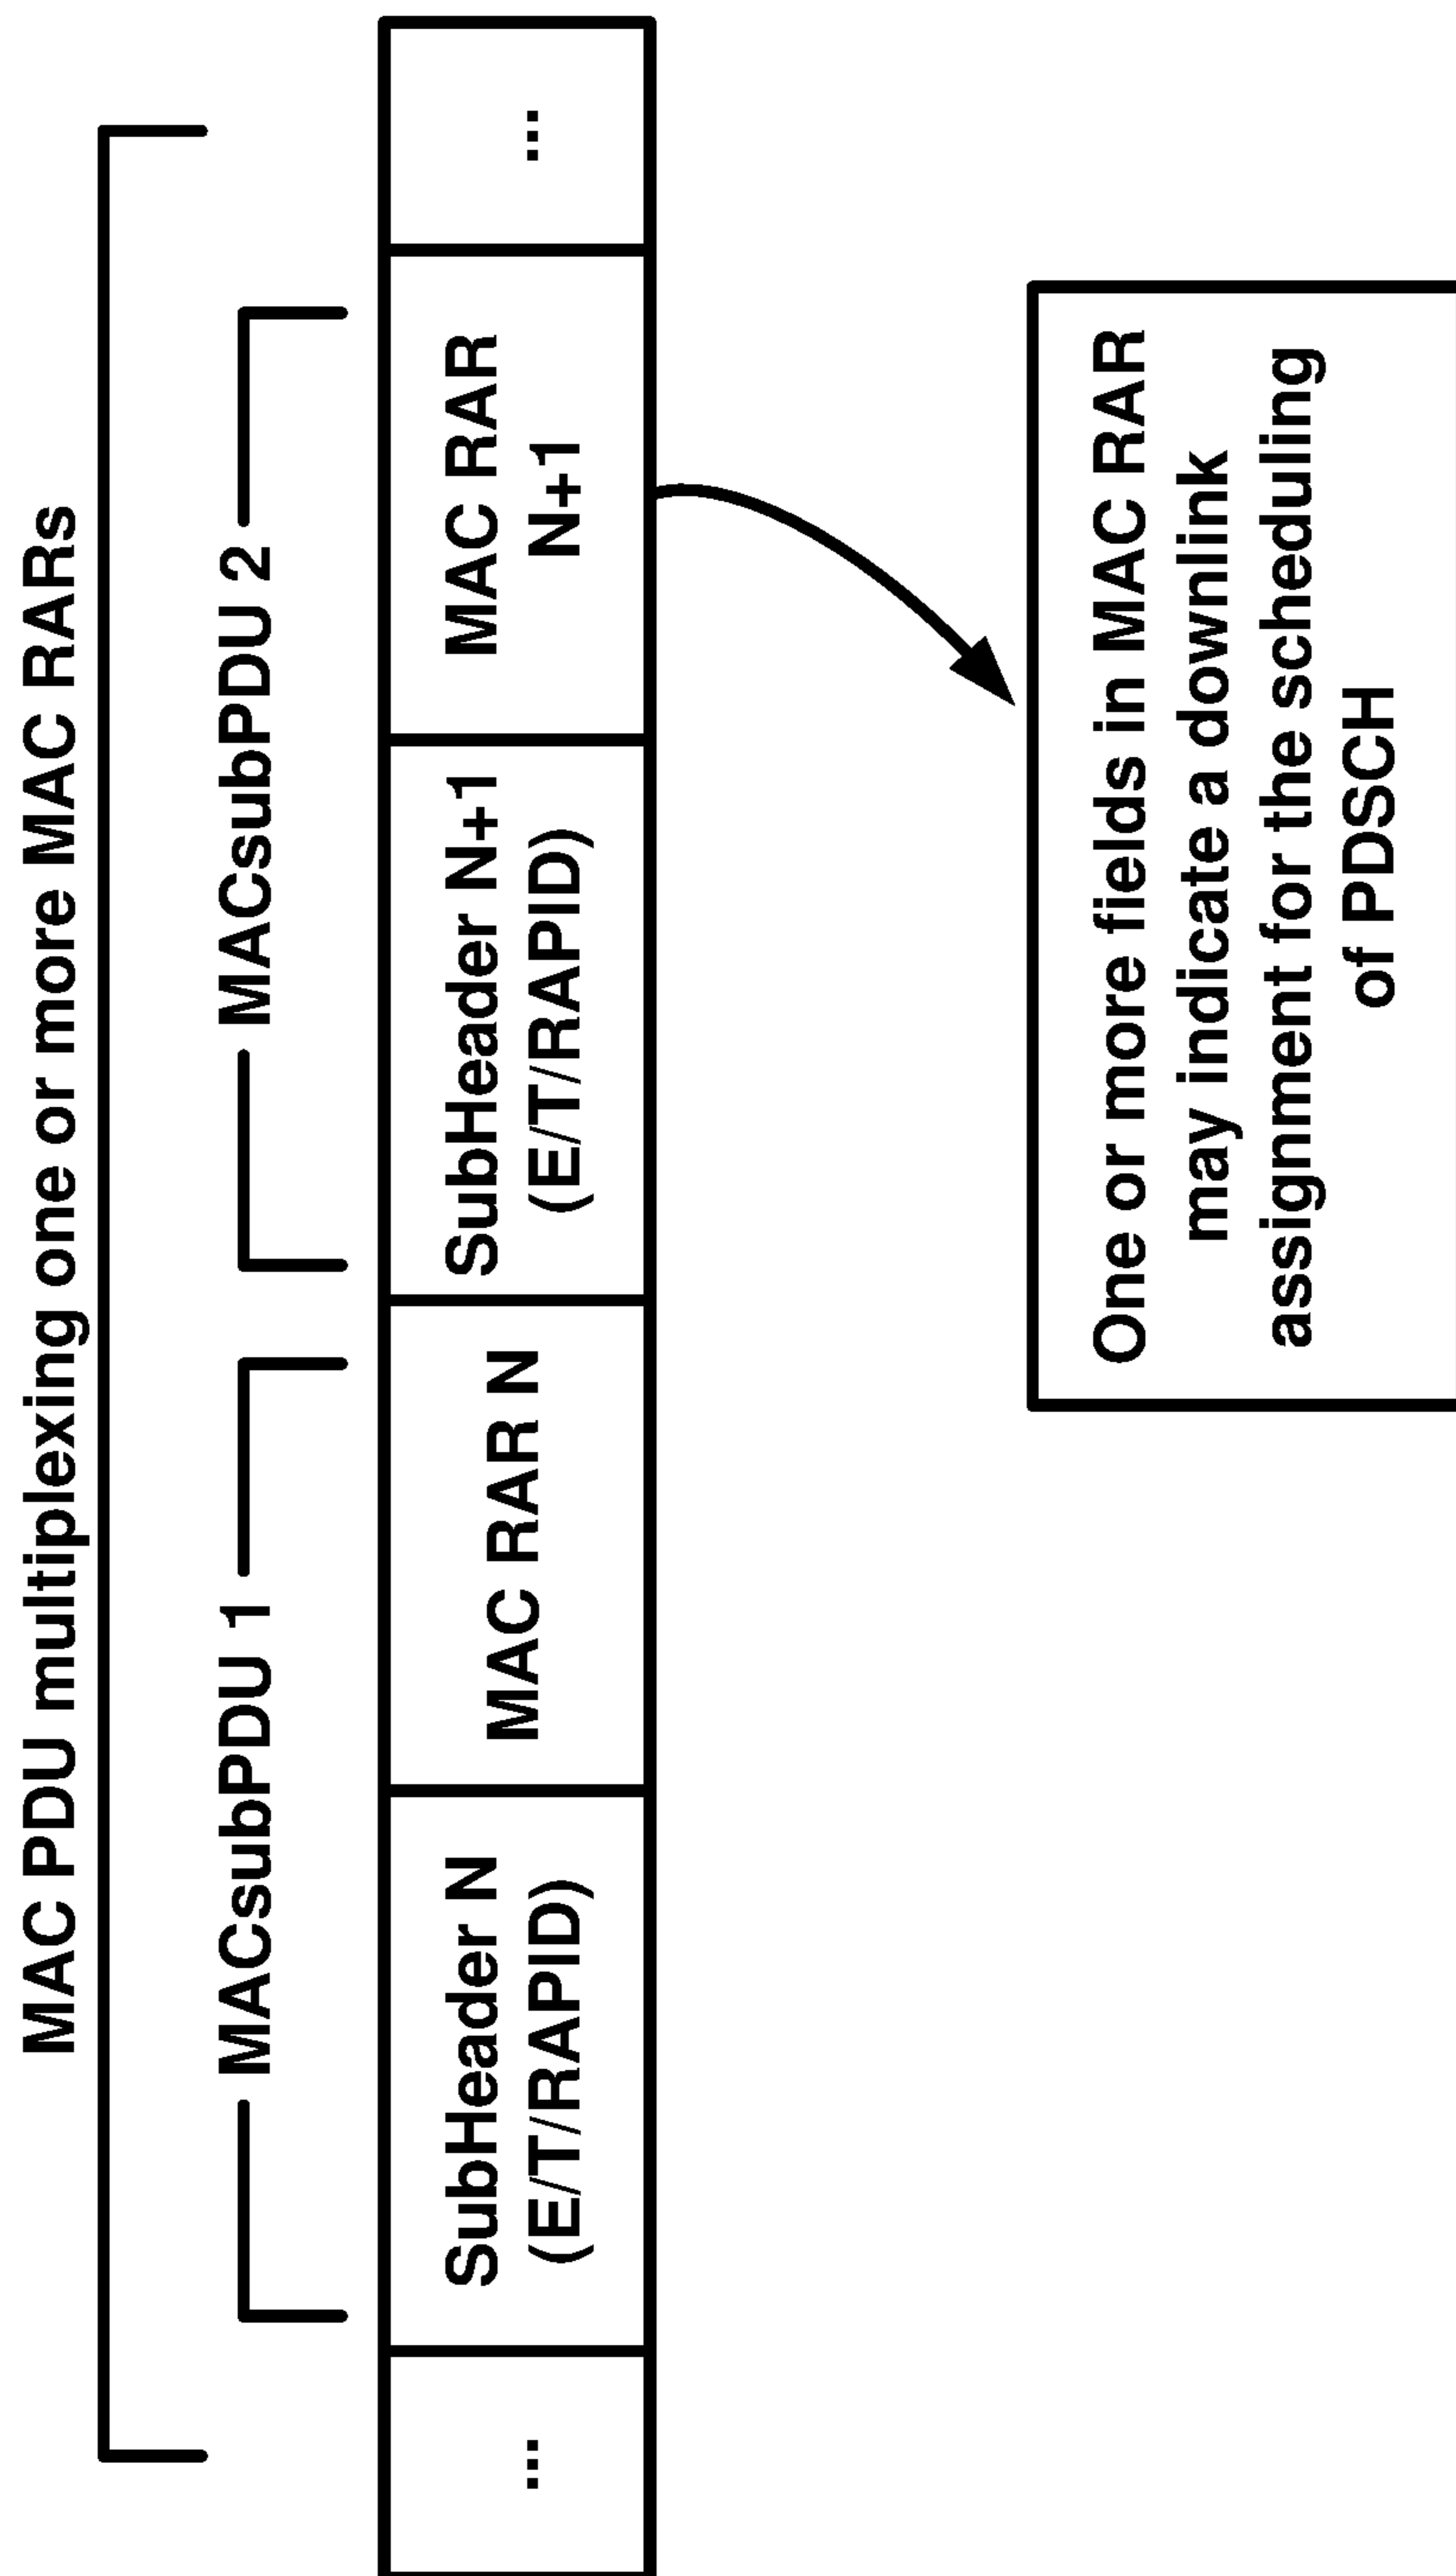 MAC PDU multiplexing one or more MAC RARs
MACsubPDU 1
MACsubPDU 2
...
SubHeader N
(E/T/RAPID)
MAC RAR N
SubHeader N+1
(E/T/RAPID)
MAC RAR
N+1
...
One or more fields in MAC RAR
may indicate a downlink
assignment for the scheduling
of PDSCH